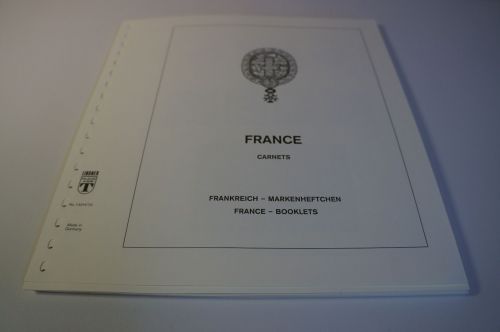 FRANCE
CARNETS
FRANKREICH – MARKENHEFTCHEN
FRANCE – BOOKLETS
LINDNER
T
Made in
Germany